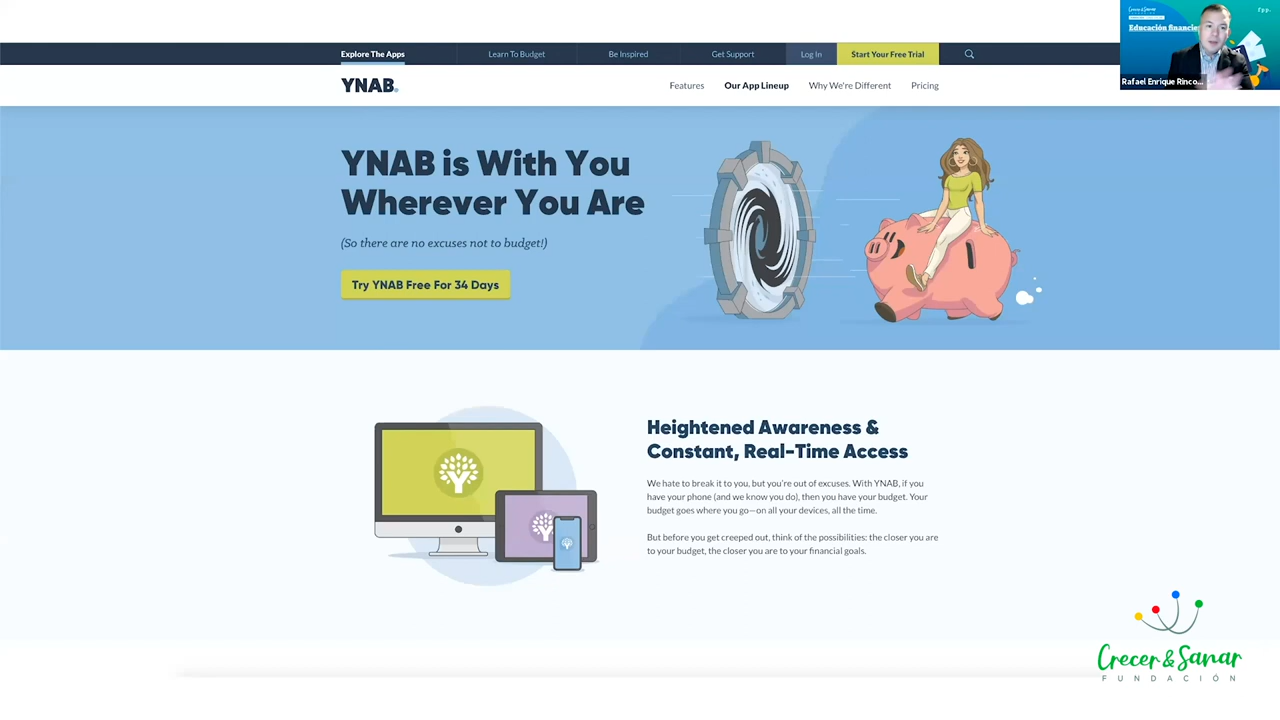 Explore The Apps
Learn To Budget
Be Inspired
Get Support
Log In
Start Your Free Trial
YNAB.
Features
Our App Lineup
Why We're Different
Pricing
Crecer & Sanar
Educación financie
Rafael Enrique Rinco...
YNAB is With You
Wherever You Are
(So there are no excuses not to budget!)
Try YNAB Free For 34 Days
Heightened Awareness &
Constant, Real-Time Access
We hate to break it to you, but you're out of excuses. With YNAB, if you
have your phone (and we know you do), then you have your budget. Your
budget goes where you go—on all your devices, all the time.
But before you get creeped out, think of the possibilities: the closer you are
to your budget, the closer you are to your financial goals.
Crecer & Sanar
FUNDACIÓN